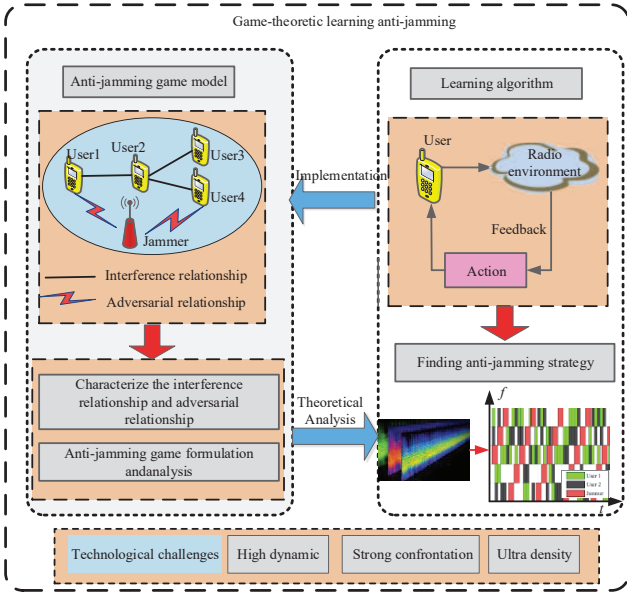 Game-theoretic learning anti-jamming
Anti-jamming game model
User1
User2
User3
User4
Jammer
Interference relationship
Adversarial relationship
Characterize the interference
relationship and adversarial
relationship
Anti-jamming game formulation
andanalysis
Implementation
Theoretical
Analysis
Learning algorithm
User
Radio
environment
Feedback
Action
Finding anti-jamming strategy
f
User 1
User 2
Jammer
t
Technological challenges
High dynamic
Strong confrontation
Ultra density